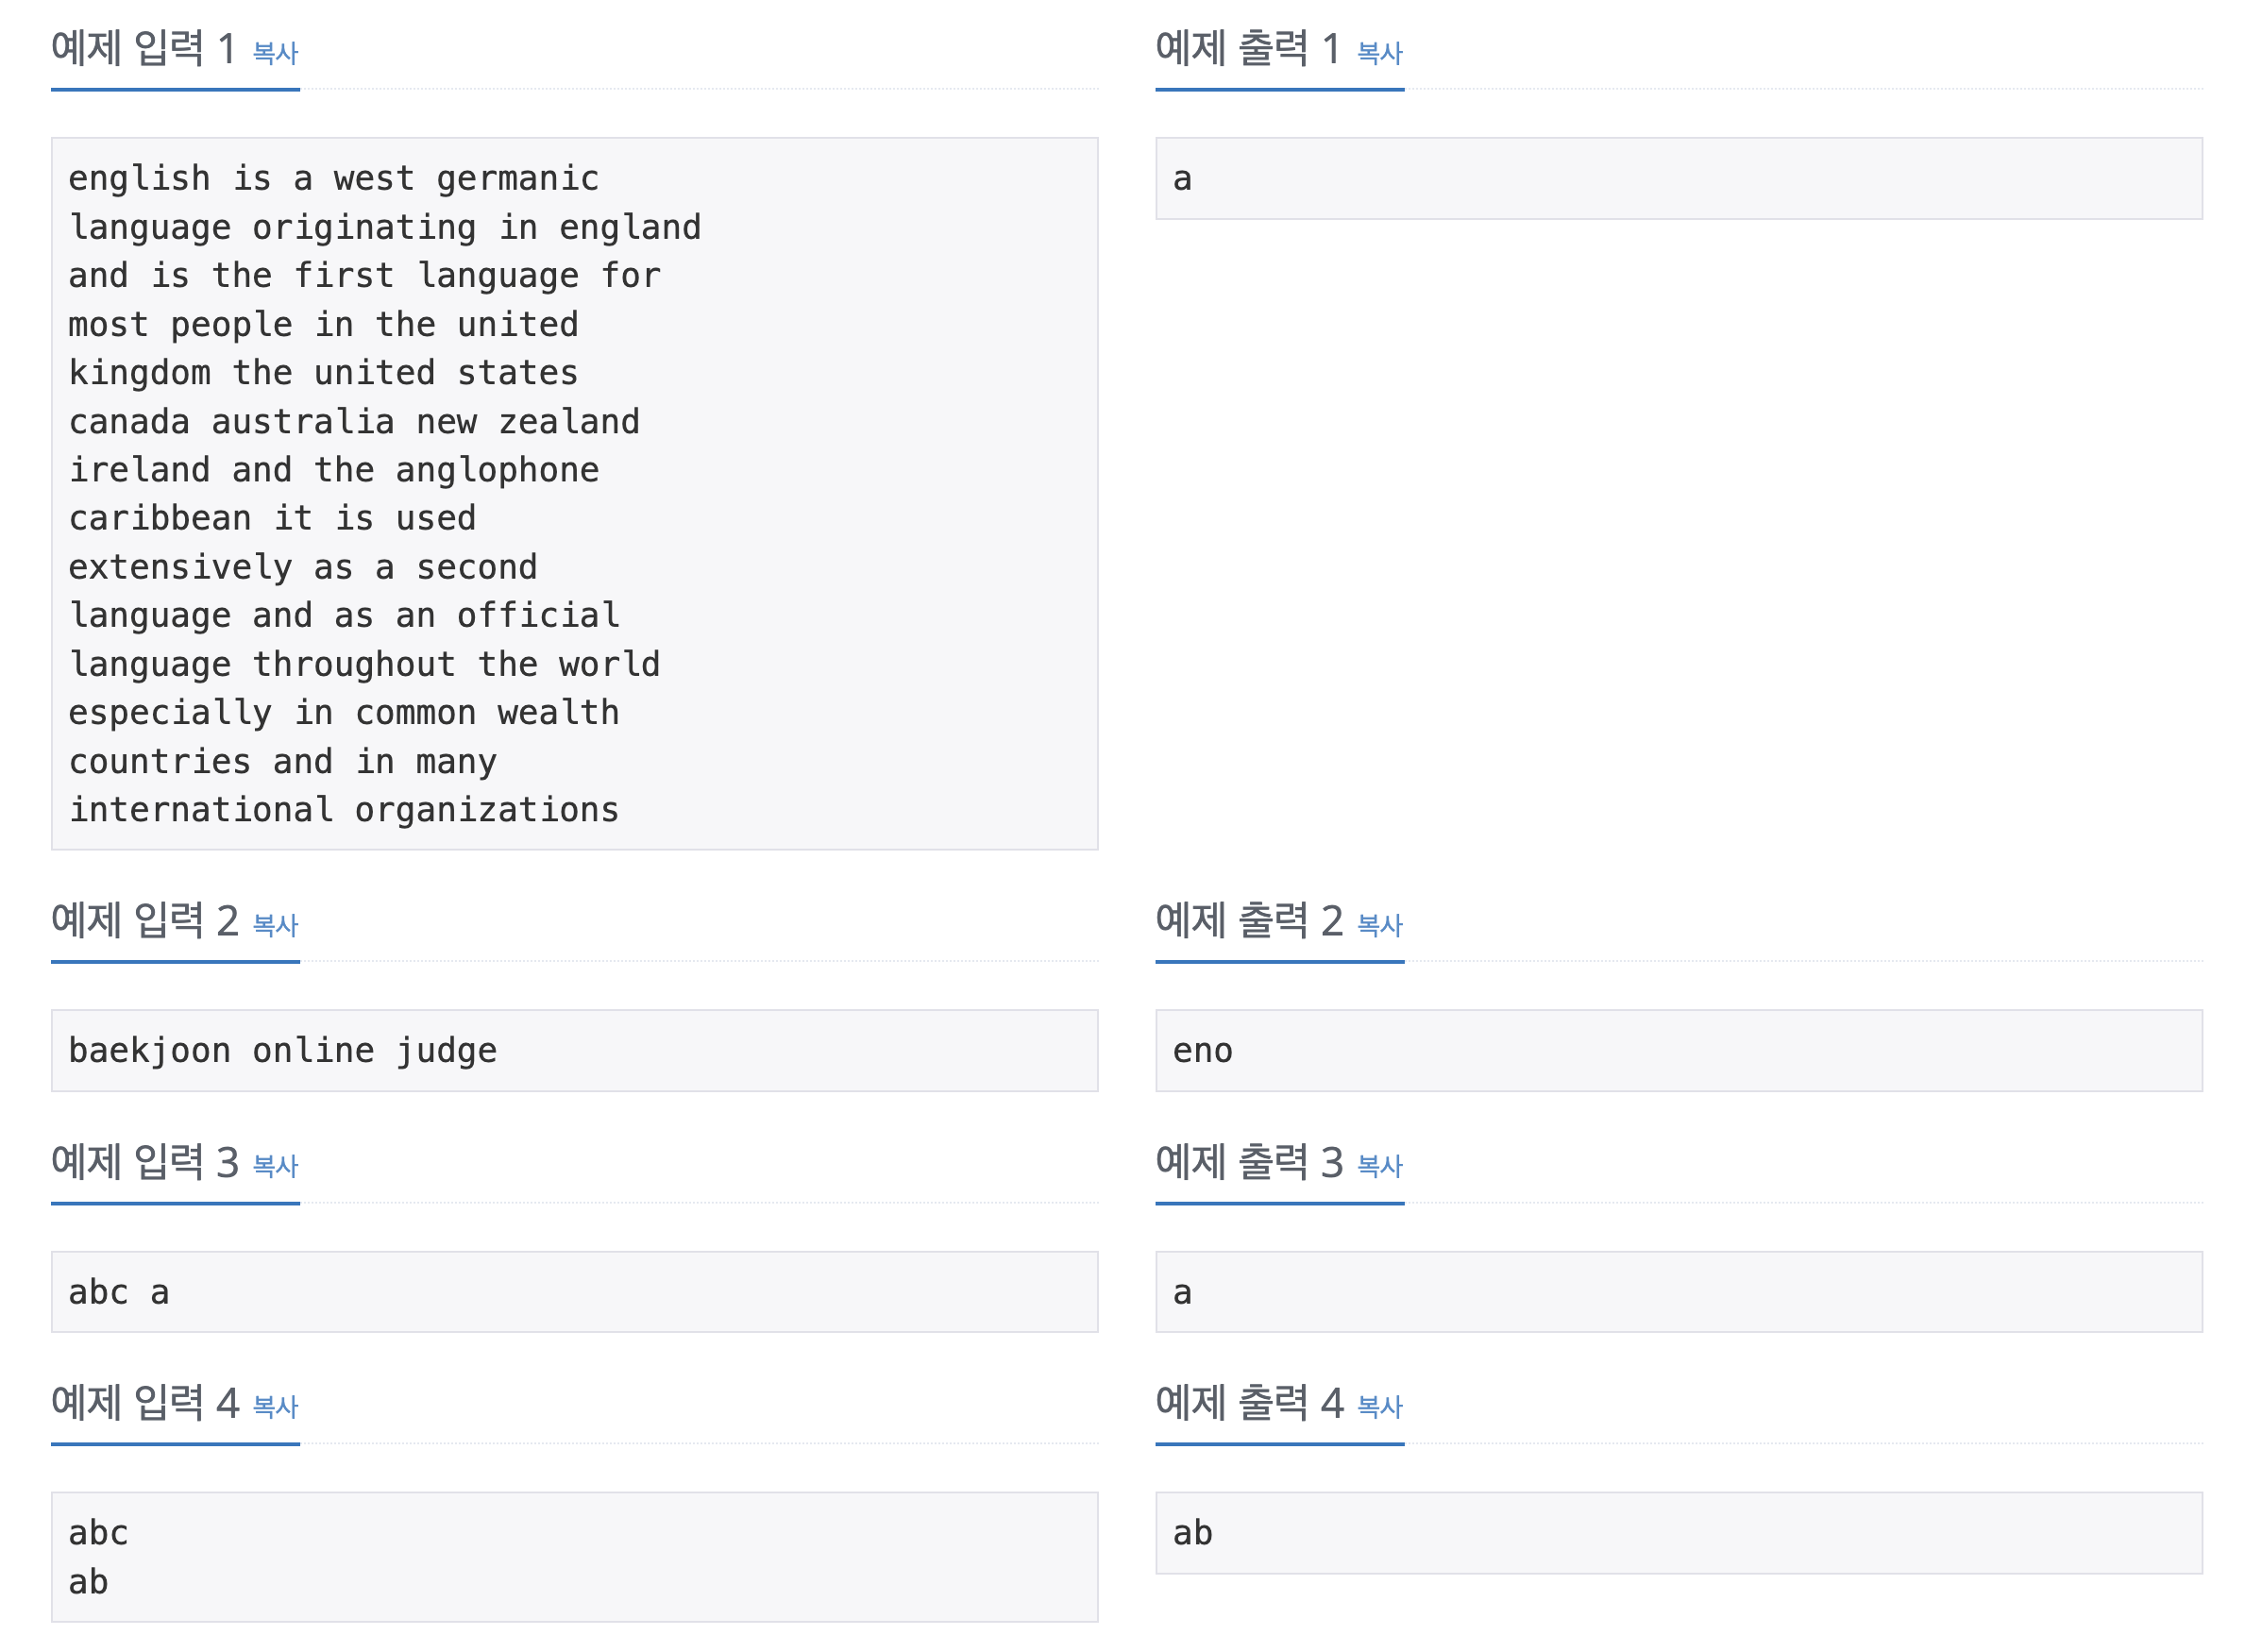 예제 입력 1 복사
english is a west germanic
language originating in england
and is the first language for
most people in the united
kingdom the united states
canada australia new zealand
ireland and the anglophone
caribbean it is used
extensively as a second
language and as an official
language throughout the world
especially in common wealth
countries and in many
international organizations
예제 출력 1 복사
a
예제 입력 2 복사
baekjoon online judge
예제 출력 2 복사
eno
예제 입력 3 복사
abc a
예제 출력 3 복사
a
예제 입력 4 복사
abc
ab
예제 출력 4 복사
ab